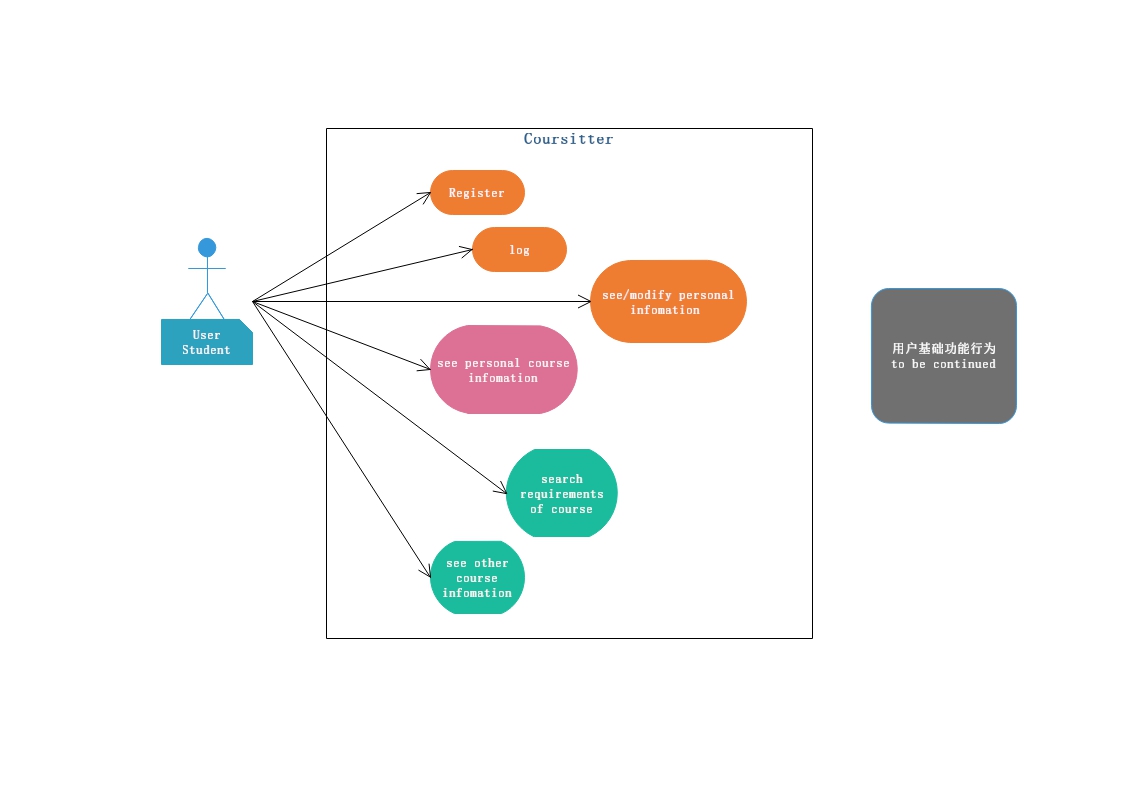 Coursitter
Register
log
see/modify personal
infomation
User
Student
see personal course
infomation
用户基础功能行为
to be continued
search
requirements
of course
see other
course
infomation